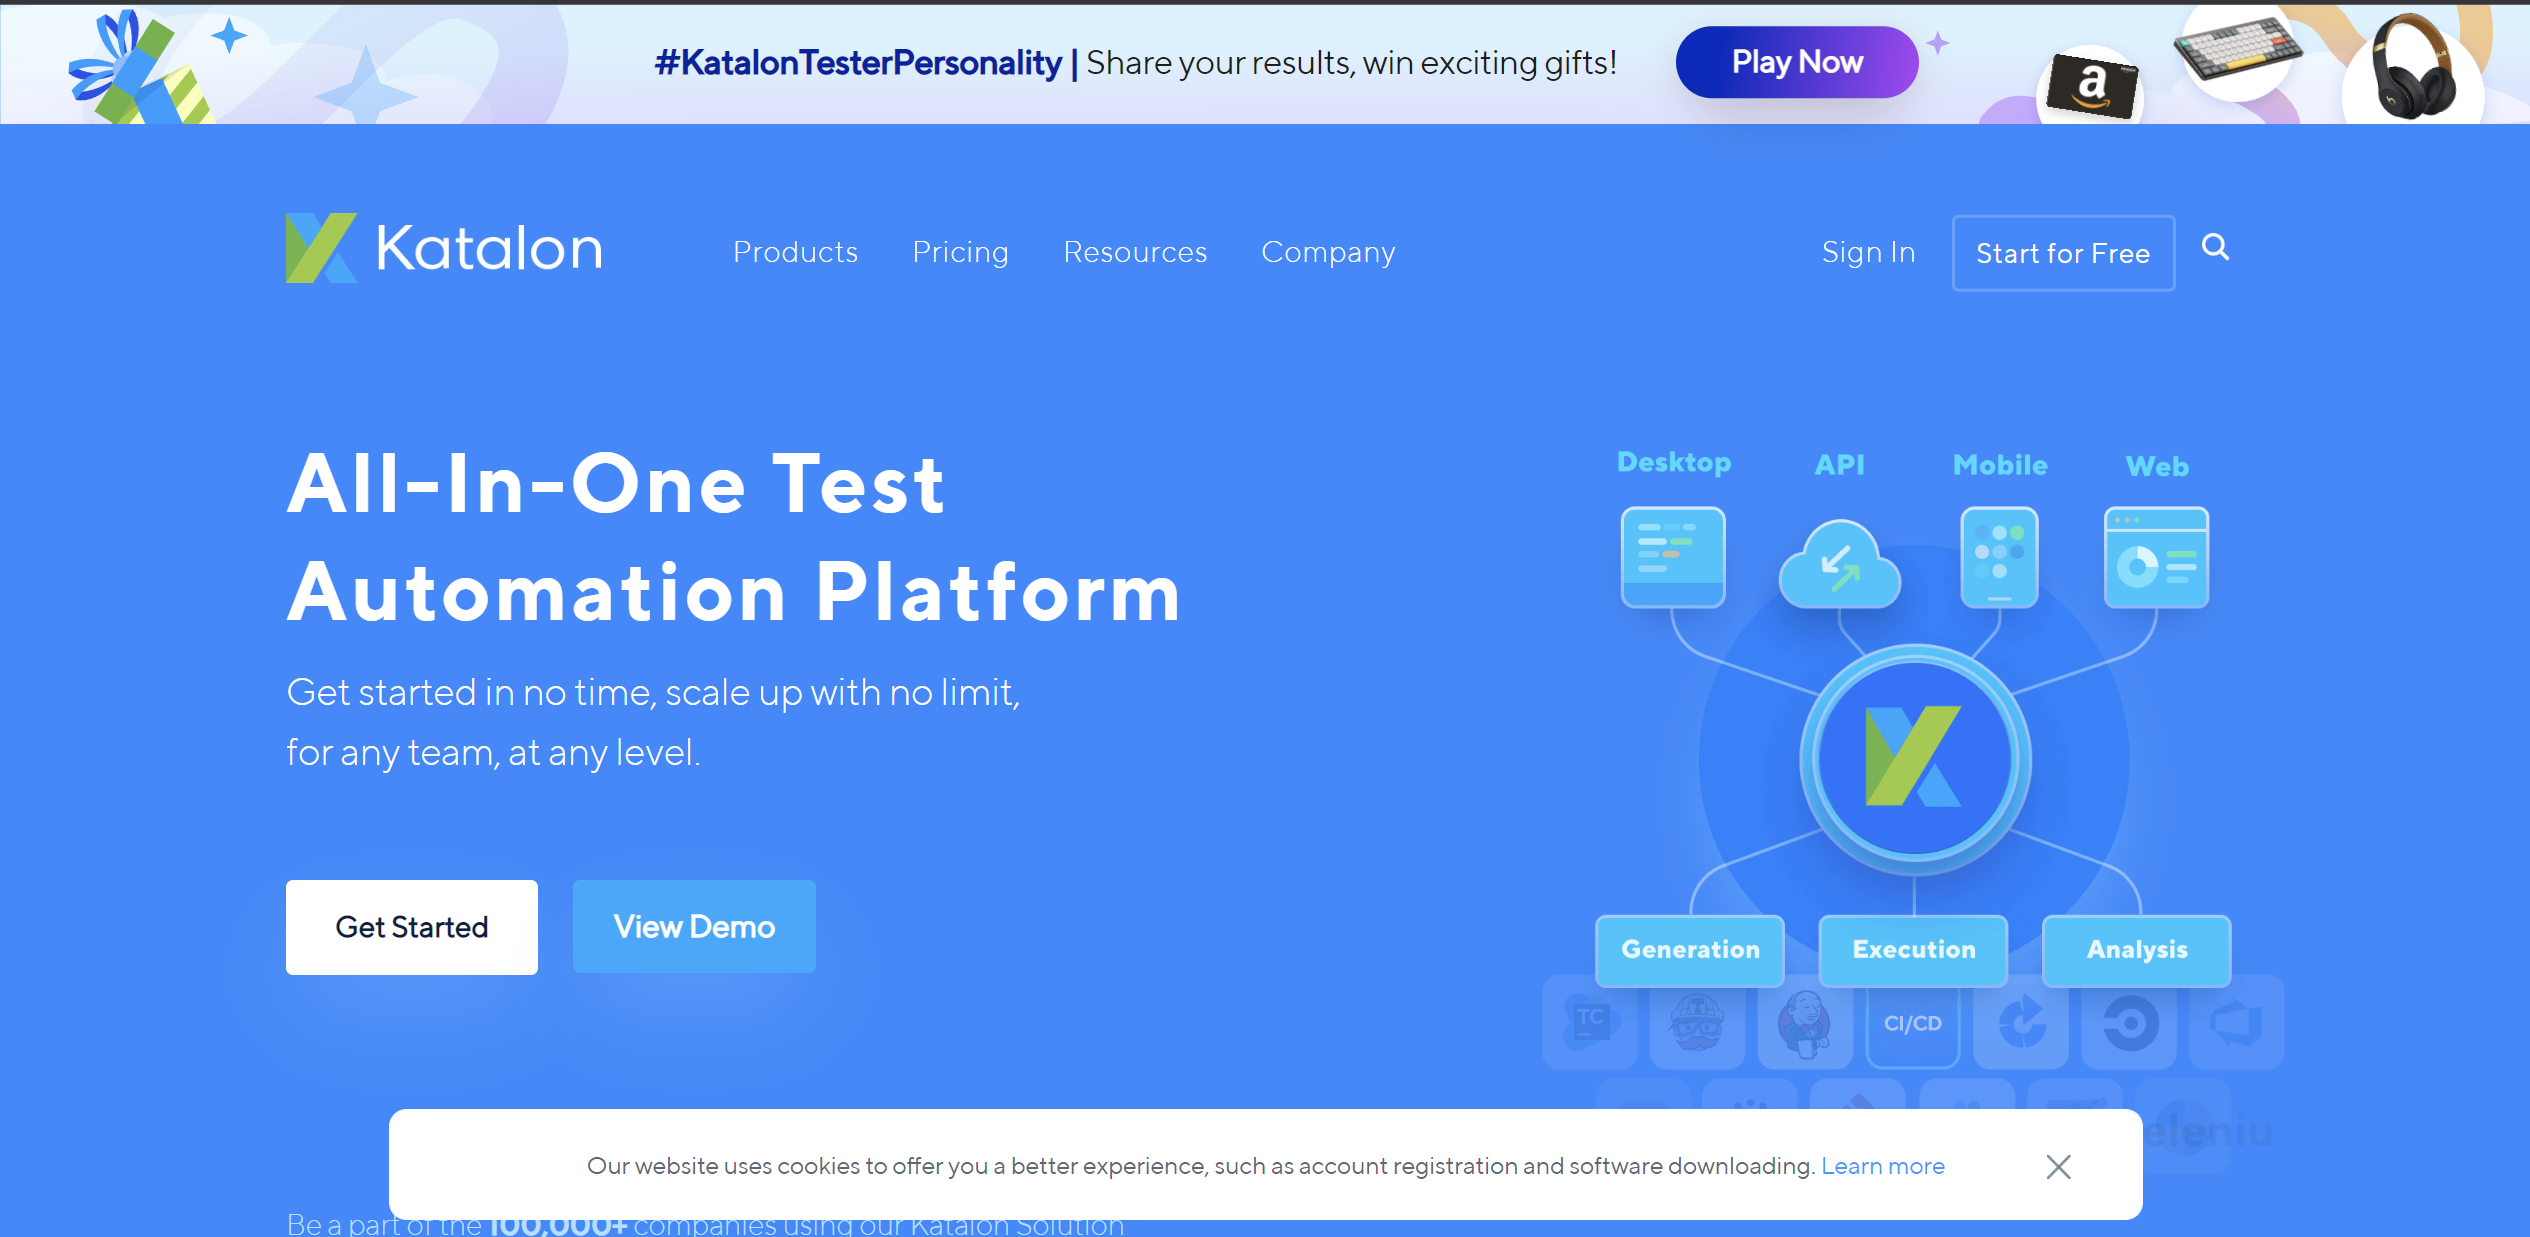 #KatalonTesterPersonality | Share your results, win exciting gifts!
Play Now
a
Katalon
Products
Pricing
Resources
Company
Sign In
Start for Free
All-In-One Test
Automation Platform
Get started in no time, scale up with no limit,
for any team, at any level.
Get Started
View Demo
Desktop
API
Mobile
Web
Generation
Execution
Analysis
TC
CI/CD
eleniu
Our website uses cookies to offer you a better experience, such as account registration and software downloading. Learn more
Be a part of the 100,000+ companies using our Katalon Solution